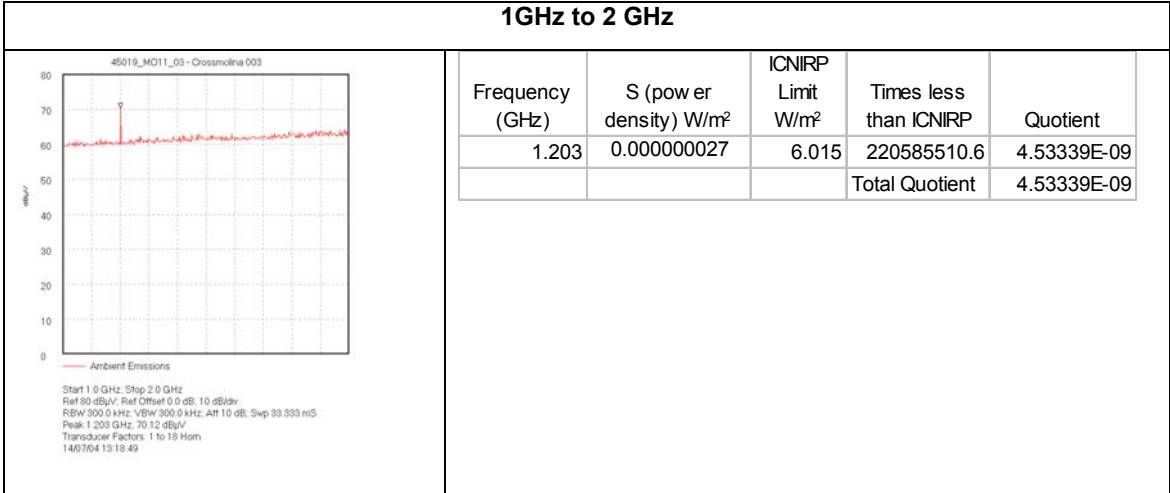 1GHz to 2 GHz
45019_MO11_03 - Crossmolina 003
80
70
60
50
40
30
20
10
0
dBµV
Ambient Emissions
Start 1.0 GHz; Stop 2.0 GHz
Ref 80 dBµV; Ref Offset 0.0 dB; 10 dB/div
RBW 300.0 kHz; VBW 300.0 kHz; Att 10 dB; Swp 33.333 mS
Peak 1.203 GHz, 70.12 dBµV
Transducer Factors: 1 to 18 Horn
14/07/04 13:18:49
Frequency (GHz) S (pow er density) W/m² ICNIRP Limit W/m² Times less than ICNIRP Quotient
1.203 0.000000027 6.015 220585510.6 4.53339E-09
Total Quotient 4.53339E-09